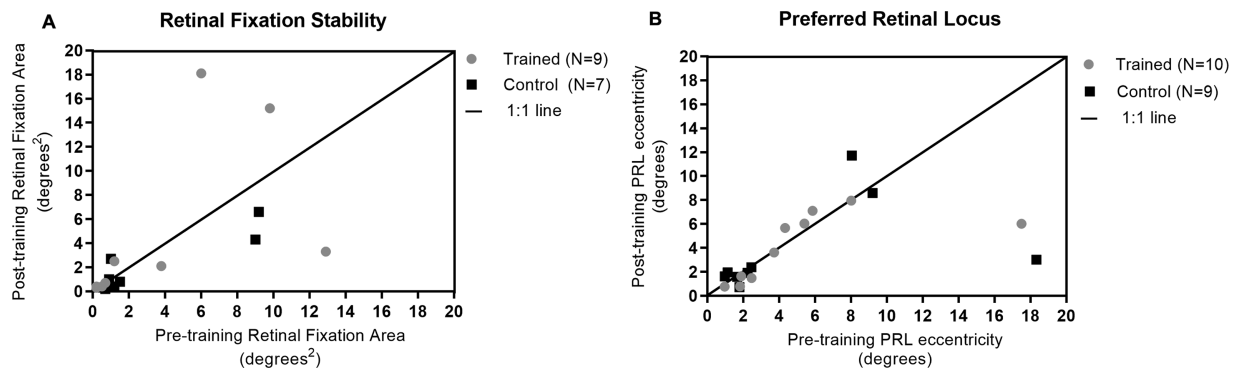 A
Retinal Fixation Stability
Post-training Retinal Fixation Area
(degrees²)
20
18
16
14
12
10
8
6
4
2
0
0 2 4 6 8 10 12 14 16 18 20
Pre-training Retinal Fixation Area
(degrees²)
Trained (N=9)
Control (N=7)
1:1 line
B
Preferred Retinal Locus
Post-training PRL eccentricity
(degrees)
20
18
16
14
12
10
8
6
4
2
0
0 2 4 6 8 10 12 14 16 18 20
Pre-training PRL eccentricity
(degrees)
Trained (N=10)
Control (N=9)
1:1 line